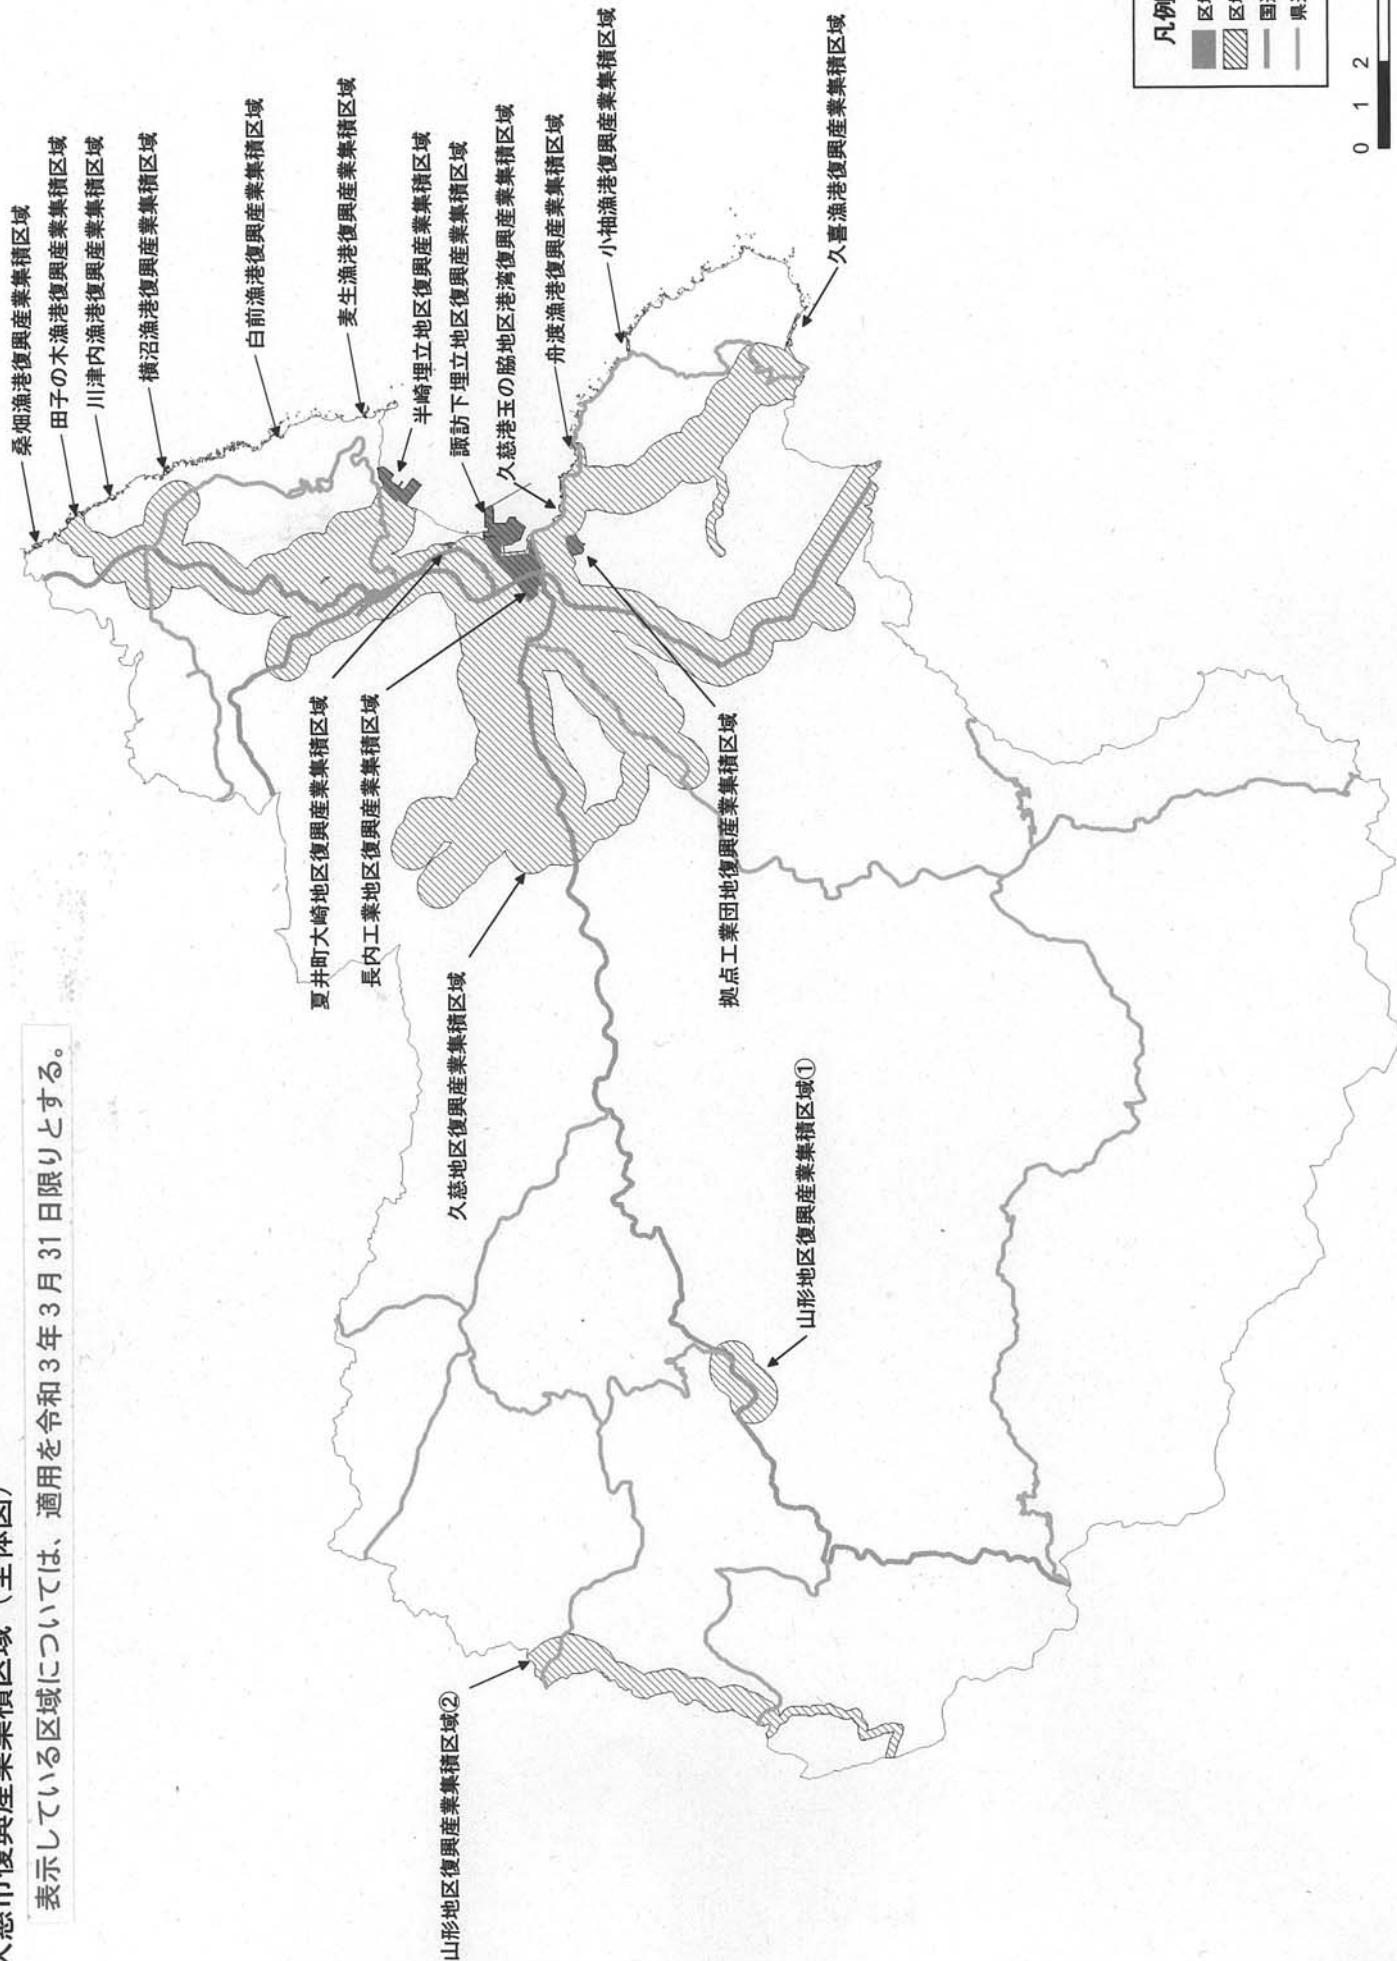 久慈市復興産業集積区域（全体図）
表示している区域については、適用を令和3年3月31日限りとする。
桑畑漁港復興産業集積区域
田子の木漁港復興産業集積区域
川津内漁港復興産業集積区域
横沼漁港復興産業集積区域
白前漁港復興産業集積区域
麦生漁港復興産業集積区域
半崎埋立地区復興産業集積区域
諏訪下埋立地区復興産業集積区域
久慈港玉の脇地区港湾復興産業集積区域
舟渡漁港復興産業集積区域
小袖漁港復興産業集積区域
久喜漁港復興産業集積区域
夏井町大崎地区復興産業集積区域
長内工業地区復興産業集積区域
久慈地区復興産業集積区域
拠点工業団地復興産業集積区域
山形地区復興産業集積区域①
山形地区復興産業集積区域②
凡例
区
区
国
県
0 1 2